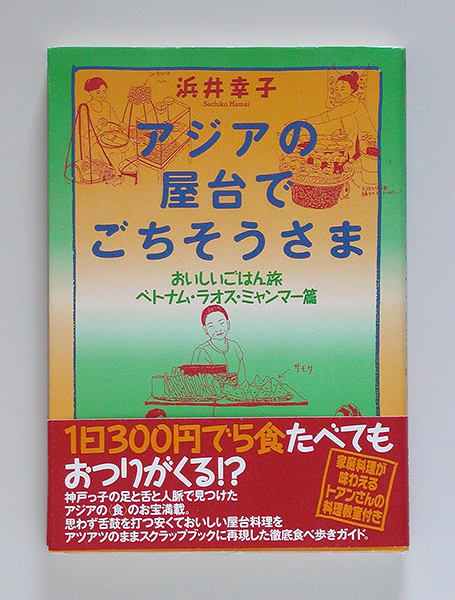 浜井幸子
Sachiko Hamai
アジアの
屋台で
ごちそうさま
おいしいごはん旅
ベトナム・ラオス・ミャンマー篇
サモサ
1日300円で5食たべても
おつりがくる!?
神戸っ子の足と舌と人脈で見つけた
アジアの〈食〉のお宝満載。
思わず舌鼓を打つ安くておいしい屋台料理を
アツアツのままスクラップブックに再現した徹底食べ歩きガイド。
家庭料理が
味わえる
トアンさんの
料理教室付き